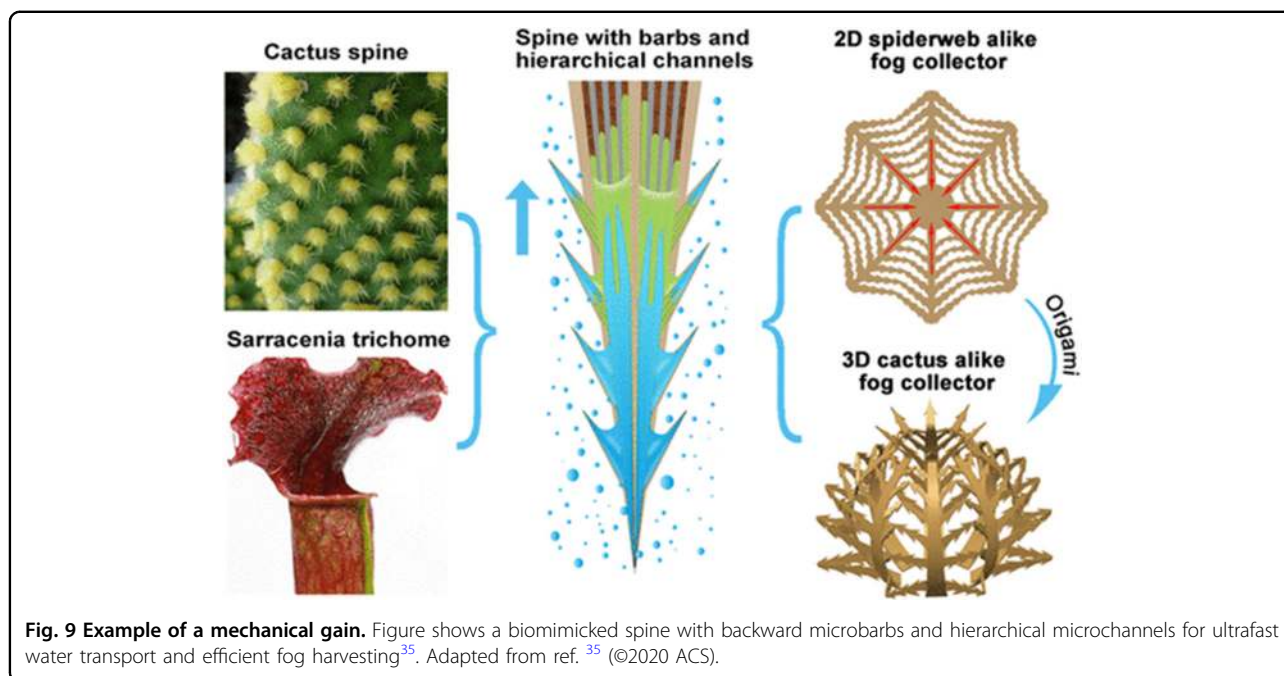 Cactus spine
Sarracenia trichome
Spine with barbs and
hierarchical channels
2D spiderweb alike
fog collector
Origami
3D cactus alike
fog collector
Fig. 9 Example of a mechanical gain. Figure shows a biomimicked spine with backward microbarbs and hierarchical microchannels for ultrafast
water transport and efficient fog harvesting35. Adapted from ref. 35 (©2020 ACS).